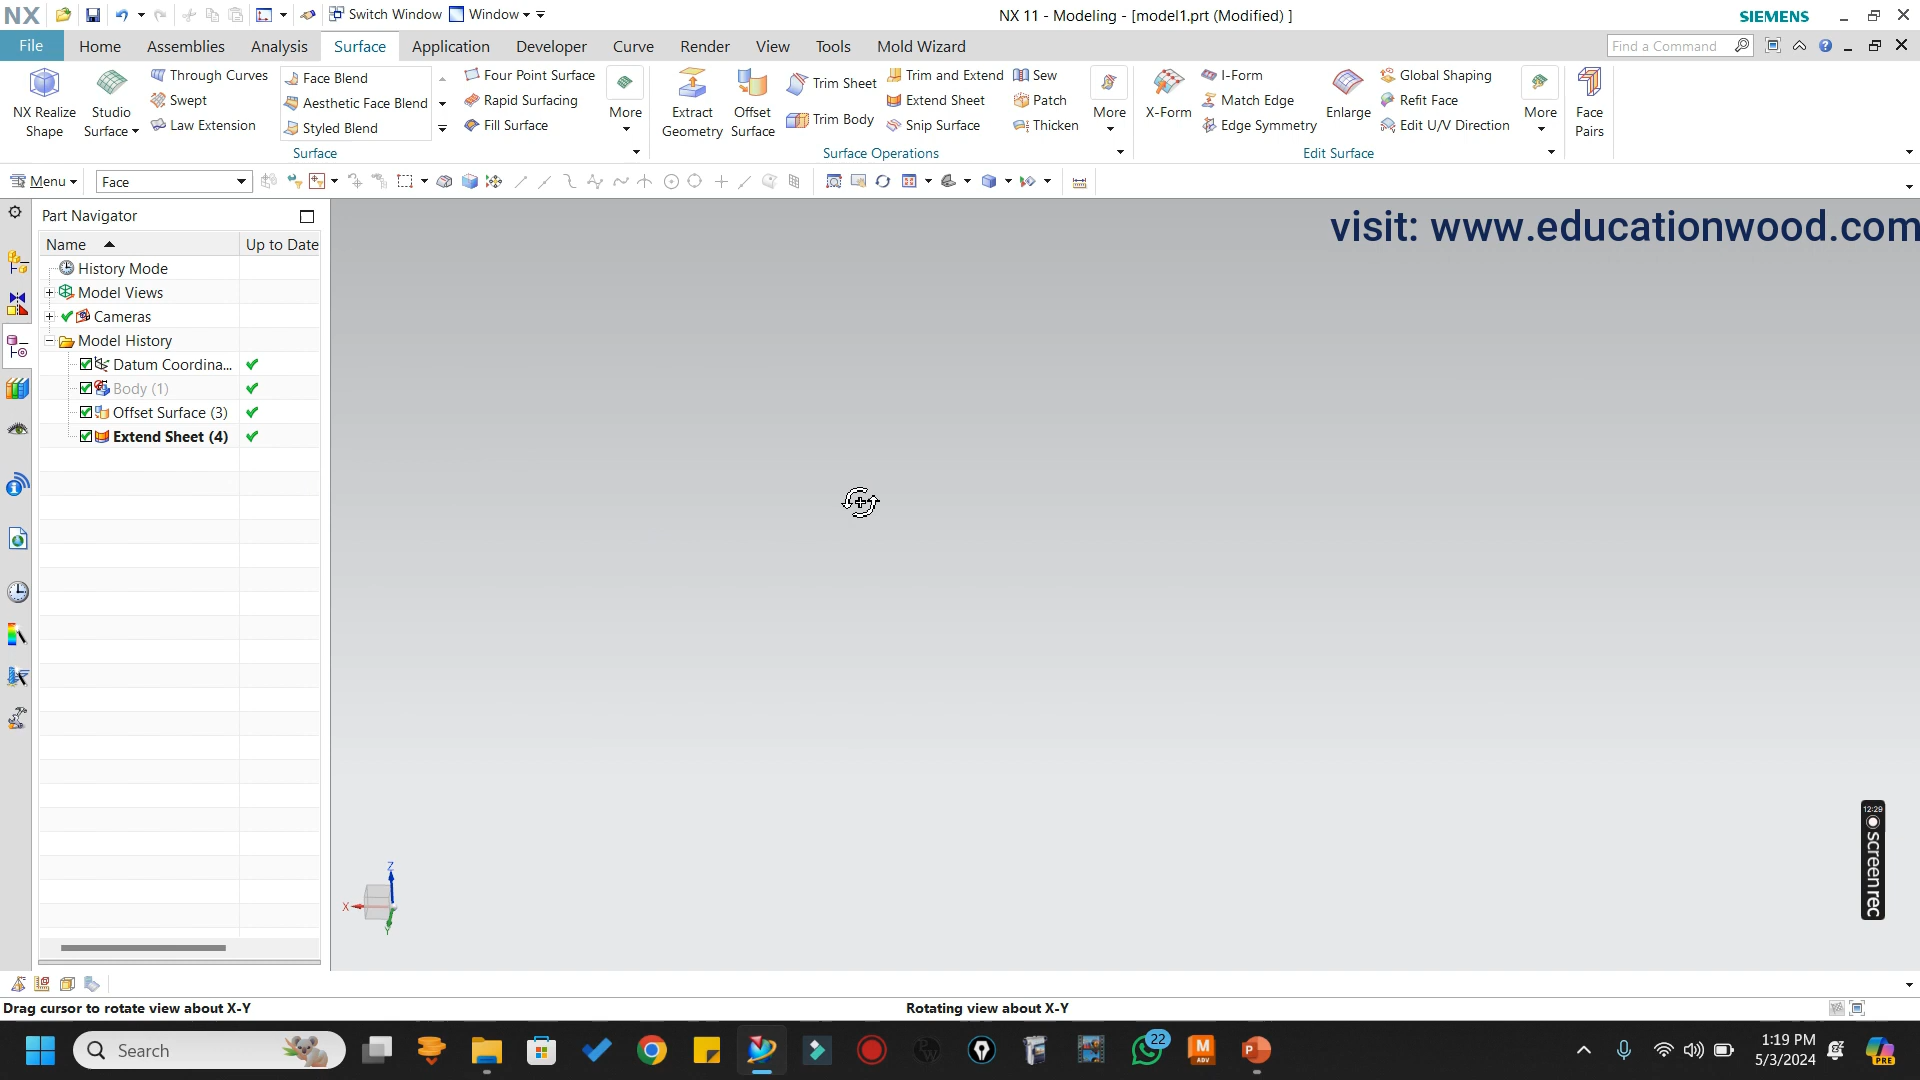 NX Switch Window Window NX 11 - Modeling - [model1.prt (Modified) ] SIEMENS
File Home Assemblies Analysis Surface Application Developer Curve Render View Tools Mold Wizard Find a Command
NX Realize Shape
Studio Surface
Through Curves
Swept
Law Extension
Face Blend
Aesthetic Face Blend
Styled Blend
Four Point Surface
Rapid Surfacing
Fill Surface
More
Surface
Extract Geometry
Offset Surface
Trim Sheet
Trim Body
Trim and Extend
Extend Sheet
Snip Surface
Sew
Patch
Thicken
More
Surface Operations
X-Form
I-Form
Match Edge
Edge Symmetry
Enlarge
Global Shaping
Refit Face
Edit U/V Direction
More
Edit Surface
Face Pairs
Menu Face
Part Navigator
Name Up to Date
History Mode
Model Views
Cameras
Model History
Datum Coordina...
Body (1)
Offset Surface (3)
Extend Sheet (4)
visit: www.educationwood.com
Z
X
Y
12:29
screenrec
Drag cursor to rotate view about X-Y Rotating view about X-Y
Search
22
M
ADV
P
1:19 PM
5/3/2024
PRE